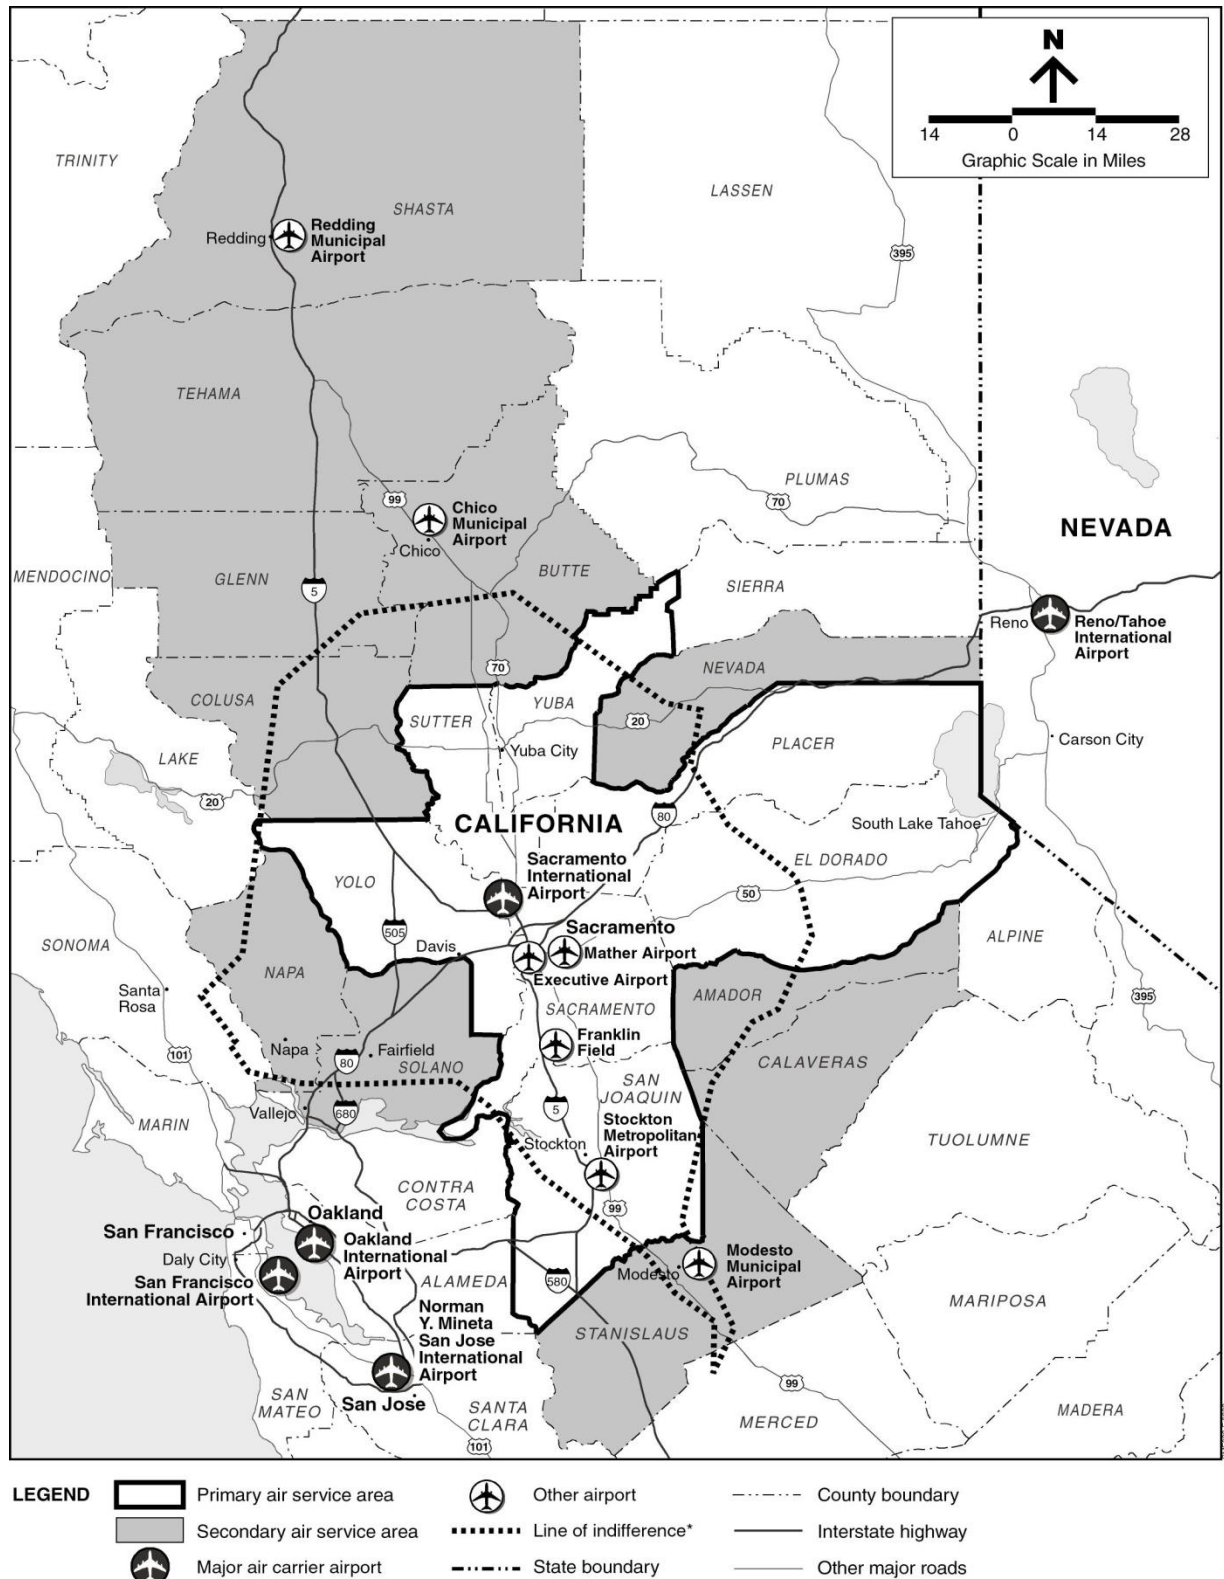 N
14 0 14 28
Graphic Scale in Miles
TRINITY
SHASTA
LASSEN
Redding
Redding
Municipal
Airport
395
TEHAMA
PLUMAS
70
99
Chico
Municipal
Airport
Chico
NEVADA
MENDOCINO
GLENN
5
BUTTE
SIERRA
Reno
Reno/Tahoe
International
Airport
70
NEVADA
COLUSA
SUTTER
YUBA
20
PLACER
Yuba City
Carson City
LAKE
20
80
CALIFORNIA
South Lake Tahoe
Sacramento
International
Airport
EL DORADO
YOLO
50
505
Sacramento
SONOMA
Davis
Mather Airport
ALPINE
NAPA
Executive Airport
AMADOR
Santa
Rosa
SACRAMENTO
395
101
Napa
80
Fairfield
SOLANO
Franklin
Field
CALAVERAS
SAN
JOAQUIN
Vallejo
680
5
MARIN
Stockton
Stockton
Metropolitan
Airport
TUOLUMNE
CONTRA
COSTA
99
San Francisco
Oakland
Oakland
International
Airport
Daly City
San Francisco
International Airport
ALAMEDA
580
Modesto
Modesto
Municipal
Airport
MARIPOSA
Norman
Y. Mineta
San Jose
International
Airport
STANISLAUS
San Jose
SAN
MATEO
SANTA
CLARA
99
101
MERCED
MADERA
LEGEND
Primary air service area
Other airport
County boundary
Secondary air service area
Line of indifference*
Interstate highway
Major air carrier airport
State boundary
Other major roads